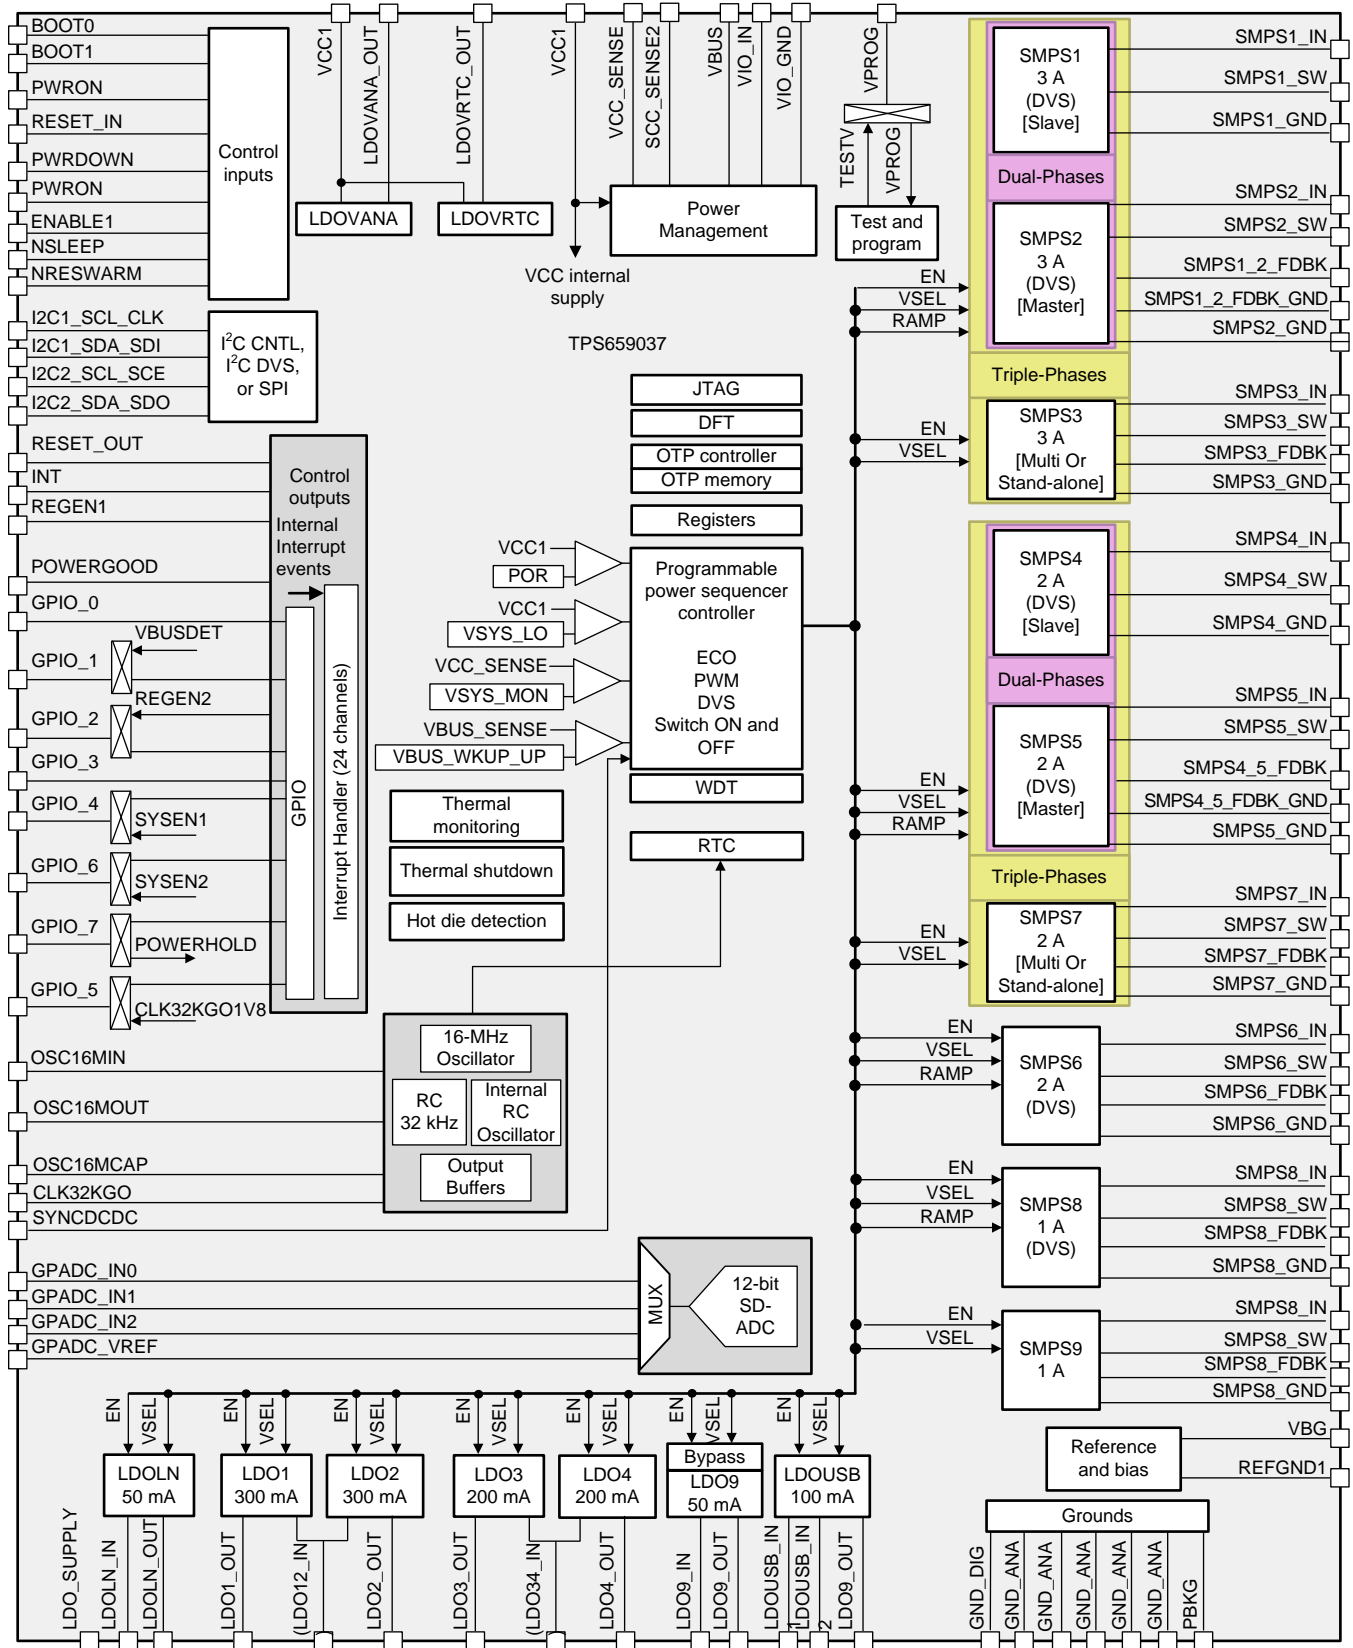 BOOT0
BOOT1
PWRON
RESET_IN
PWRDOWN
PWRON
ENABLE1
NSLEEP
NRESWARM
Control
inputs
I2C1_SCL_CLK
I2C1_SDA_SDI
I2C2_SCL_SCE
I2C2_SDA_SDO
I2C CNTL,
I2C DVS,
or SPI
VCC1
LDOVANA_OUT
LDOVRTC_OUT
LDOVANA
LDOVRTC
VCC1
VCC_SENSE
SCC_SENSE2
VBUS
VIO_IN
VIO_GND
Power
Management
VCC internal
supply
VPROG
TESTV
VPROG
Test and
program
TPS659037
RESET_OUT
INT
REGEN1
POWERGOOD
GPIO_0
GPIO_1
VBUSDET
GPIO_2
REGEN2
GPIO_3
GPIO_4
SYSEN1
GPIO_6
SYSEN2
GPIO_7
POWERHOLD
GPIO_5
CLK32KGO1V8
Control
outputs
Internal
Interrupt
events
GPIO
Interrupt Handler (24 channels)
JTAG
DFT
OTP controller
OTP memory
Registers
VCC1
POR
VCC1
VSYS_LO
VCC_SENSE
VSYS_MON
VBUS_SENSE
VBUS_WKUP_UP
Programmable
power sequencer
controller
ECO
PWM
DVS
Switch ON and
OFF
WDT
RTC
Thermal
monitoring
Thermal shutdown
Hot die detection
OSC16MIN
OSC16MOUT
OSC16MCAP
CLK32KGO
SYNCDCDC
16-MHz
Oscillator
RC
32 kHz
Internal
RC
Oscillator
Output
Buffers
GPADC_IN0
GPADC_IN1
GPADC_IN2
GPADC_VREF
MUX
12-bit
SD-
ADC
EN
VSEL
RAMP
SMPS1
3 A
(DVS)
[Slave]
Dual-Phases
SMPS2
3 A
(DVS)
[Master]
Triple-Phases
EN
VSEL
SMPS3
3 A
[Multi Or
Stand-alone]
SMPS1_IN
SMPS1_SW
SMPS1_GND
SMPS2_IN
SMPS2_SW
SMPS1_2_FDBK
SMPS1_2_FDBK_GND
SMPS2_GND
SMPS3_IN
SMPS3_SW
SMPS3_FDBK
SMPS3_GND
SMPS4
2 A
(DVS)
[Slave]
Dual-Phases
EN
VSEL
RAMP
SMPS5
2 A
(DVS)
[Master]
Triple-Phases
EN
VSEL
SMPS7
2 A
[Multi Or
Stand-alone]
SMPS4_IN
SMPS4_SW
SMPS4_GND
SMPS5_IN
SMPS5_SW
SMPS4_5_FDBK
SMPS4_5_FDBK_GND
SMPS5_GND
SMPS7_IN
SMPS7_SW
SMPS7_FDBK
SMPS7_GND
EN
VSEL
RAMP
SMPS6
2 A
(DVS)
SMPS6_IN
SMPS6_SW
SMPS6_FDBK
SMPS6_GND
EN
VSEL
RAMP
SMPS8
1 A
(DVS)
SMPS8_IN
SMPS8_SW
SMPS8_FDBK
SMPS8_GND
EN
VSEL
SMPS9
1 A
SMPS8_IN
SMPS8_SW
SMPS8_FDBK
SMPS8_GND
Reference
and bias
VBG
REFGND1
Grounds
GND_DIG
GND_ANA
GND_ANA
GND_ANA
GND_ANA
GND_ANA
PBKG
EN
VSEL
EN
VSEL
EN
VSEL
EN
VSEL
EN
VSEL
EN
VSEL
EN
VSEL
LDOLN
50 mA
LDO1
300 mA
LDO2
300 mA
LDO3
200 mA
LDO4
200 mA
Bypass
LDO9
50 mA
LDOUSB
100 mA
LDO_SUPPLY
LDOLN_IN
LDOLN_OUT
LDO1_OUT
(LDO12_IN
LDO2_OUT
LDO3_OUT
(LDO34_IN
LDO4_OUT
LDO9_IN
LDO9_OUT
LDOUSB_IN
1
LDOUSB_IN
2
LDO9_OUT